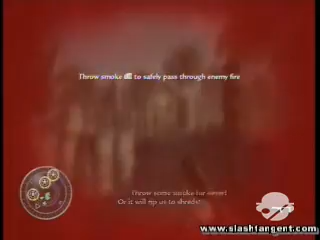 Throw smoke to safely pass through enemy fire
Throw some smoke for cover!
Or it will rip us to shreds!
www.slashtangent.com